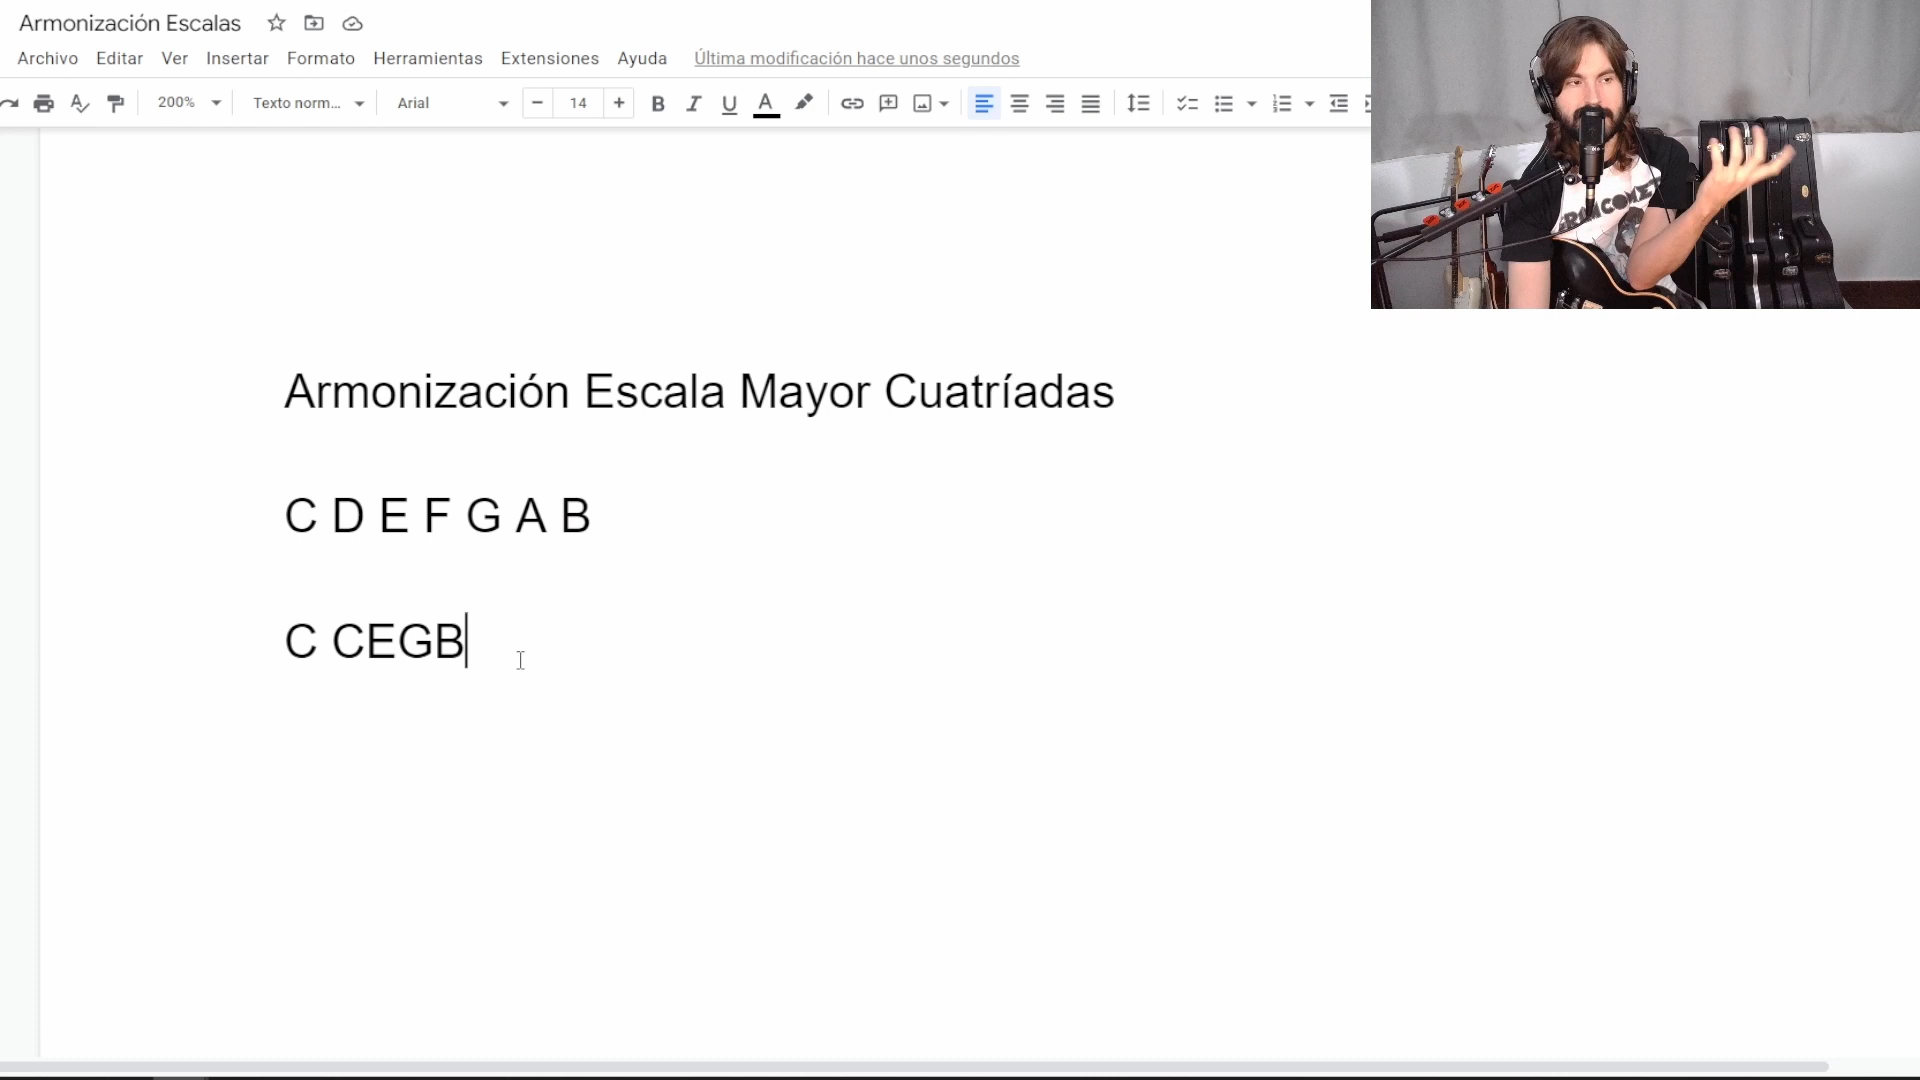 Armonización Escalas
Archivo Editar Ver Insertar Formato Herramientas Extensiones Ayuda Última modificación hace unos segundos
200% Texto norm... Arial 14 B I U A
Armonización Escala Mayor Cuatríadas
C D E F G A B
C CEGB